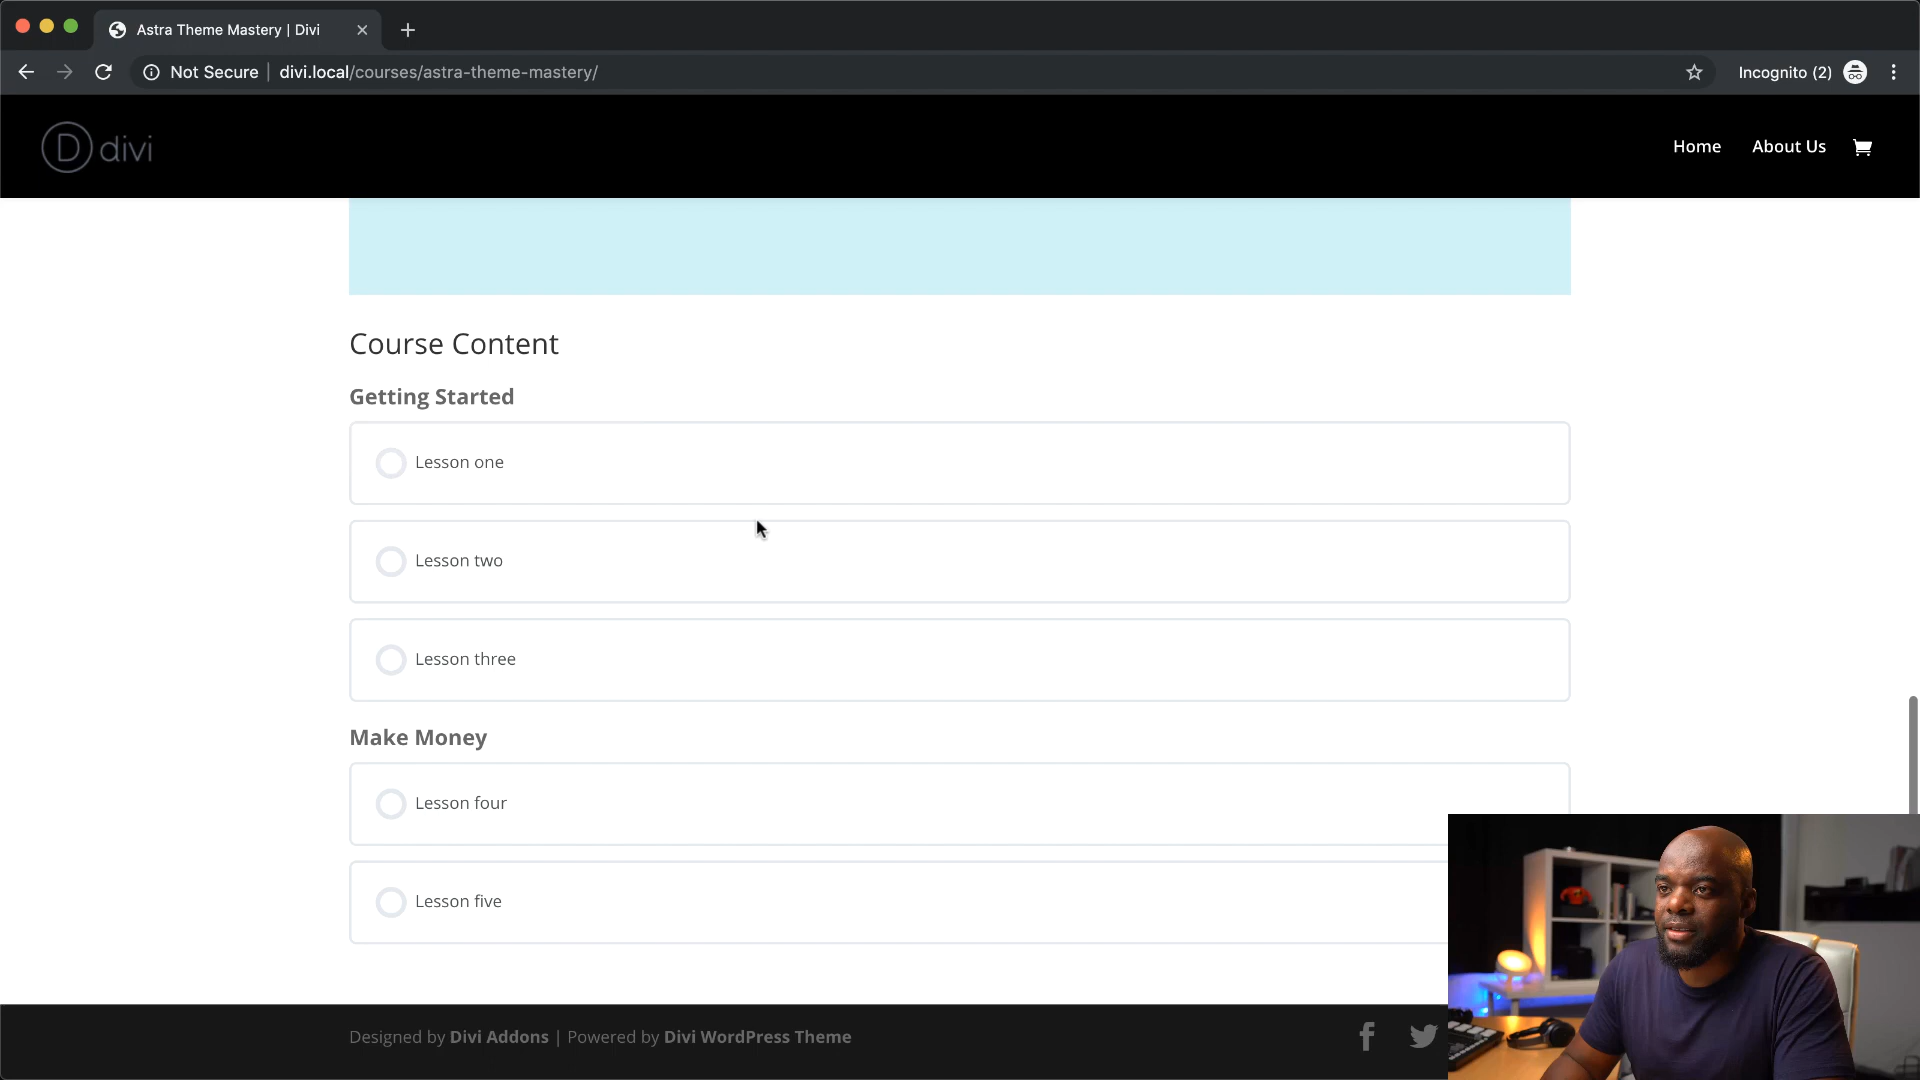 Astra Theme Mastery | Divi
Not Secure | divi.local/courses/astra-theme-mastery/
Incognito (2)
D divi
Home
About Us
Course Content
Getting Started
Lesson one
Lesson two
Lesson three
Make Money
Lesson four
Lesson five
Designed by Divi Addons | Powered by Divi WordPress Theme